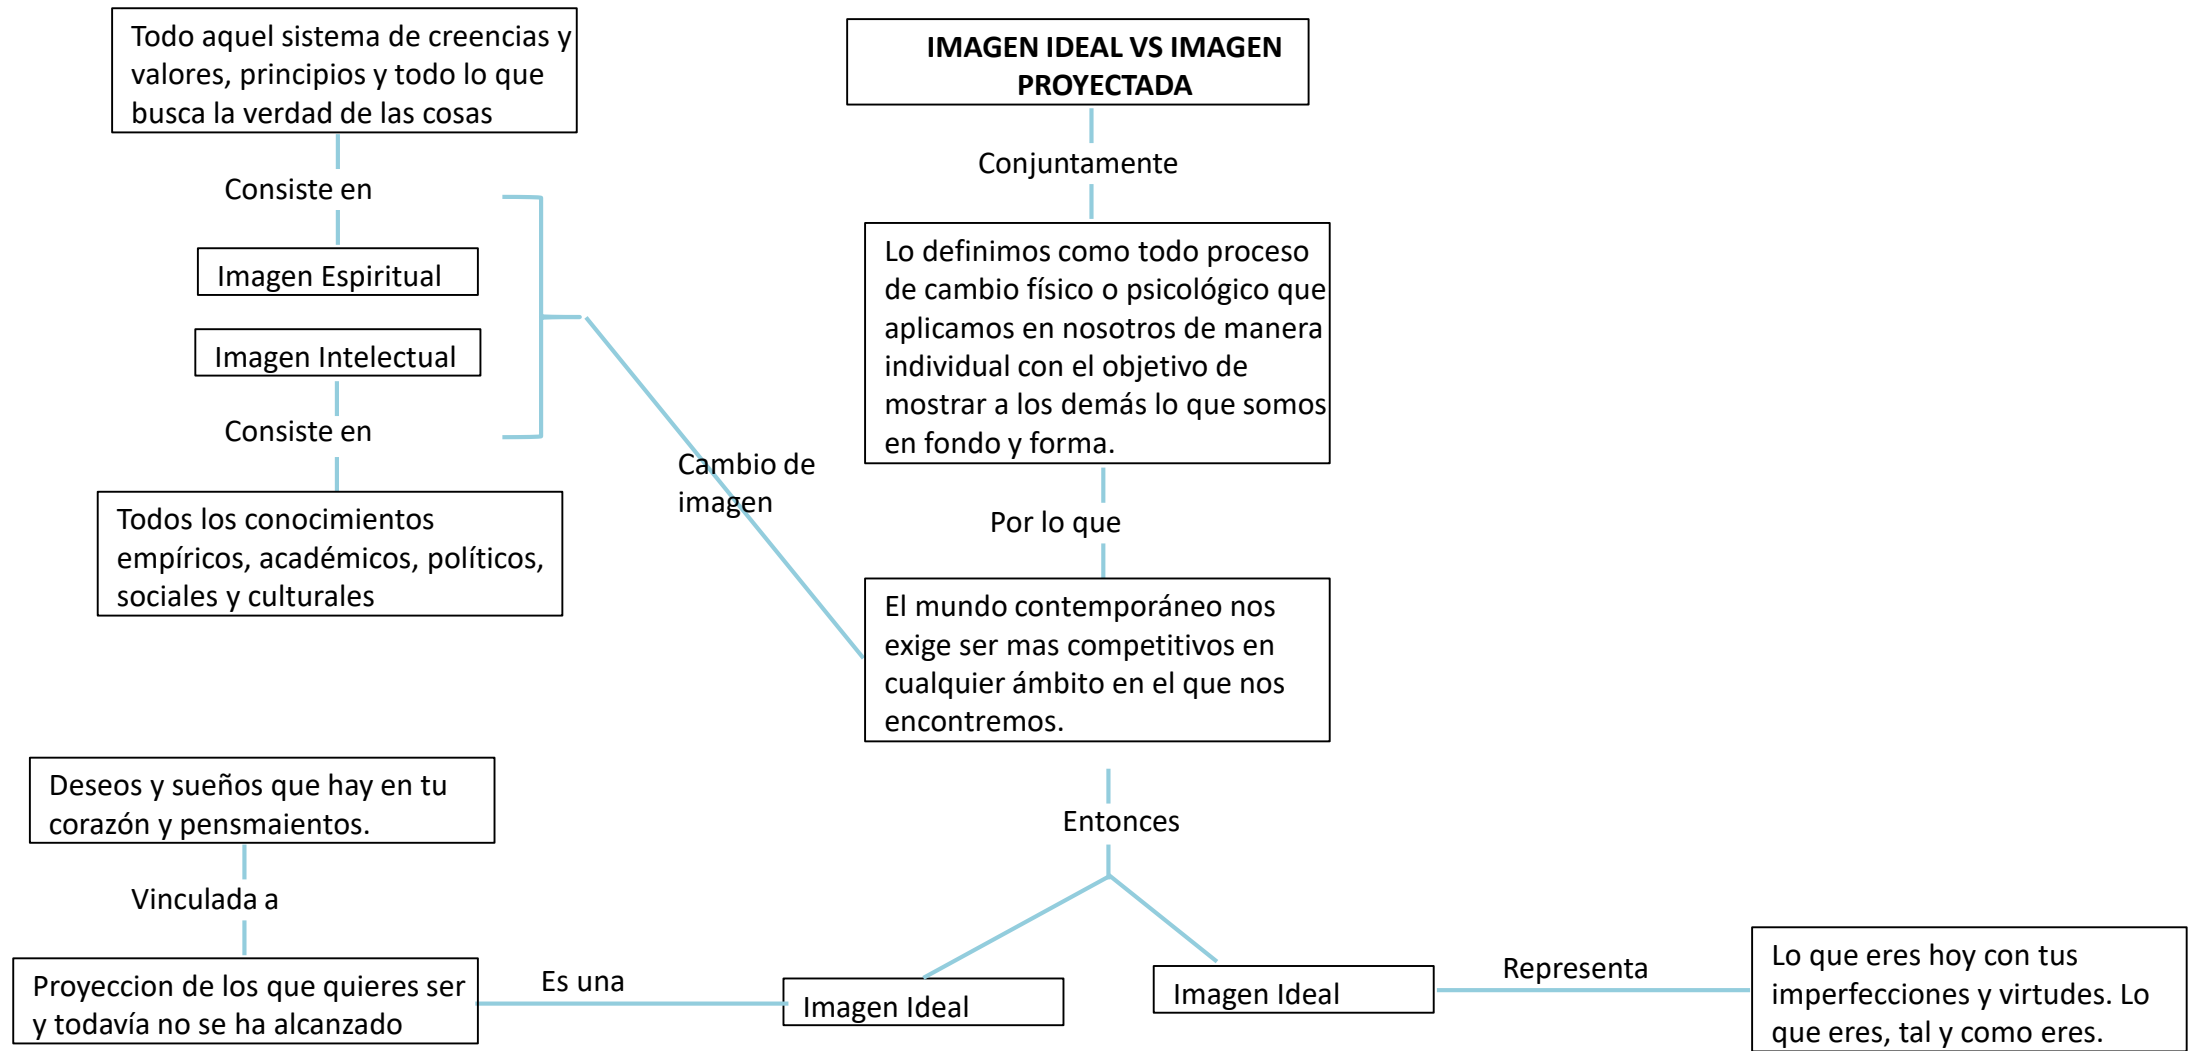 IMAGEN IDEAL VS IMAGEN
PROYECTADA
Conjuntamente
Lo definimos como todo proceso
de cambio físico o psicológico que
aplicamos en nosotros de manera
individual con el objetivo de
mostrar a los demás lo que somos
en fondo y forma.
Por lo que
El mundo contemporáneo nos
exige ser mas competitivos en
cualquier ámbito en el que nos
encontremos.
Cambio de
imagen
Todo aquel sistema de creencias y
valores, principios y todo lo que
busca la verdad de las cosas
Consiste en
Imagen Espiritual
Imagen Intelectual
Consiste en
Todos los conocimientos
empíricos, académicos, políticos,
sociales y culturales
Entonces
Imagen Ideal
Es una
Proyeccion de los que quieres ser
y todavía no se ha alcanzado
Vinculada a
Deseos y sueños que hay en tu
corazón y pensmaientos.
Imagen Ideal
Representa
Lo que eres hoy con tus
imperfecciones y virtudes. Lo
que eres, tal y como eres.